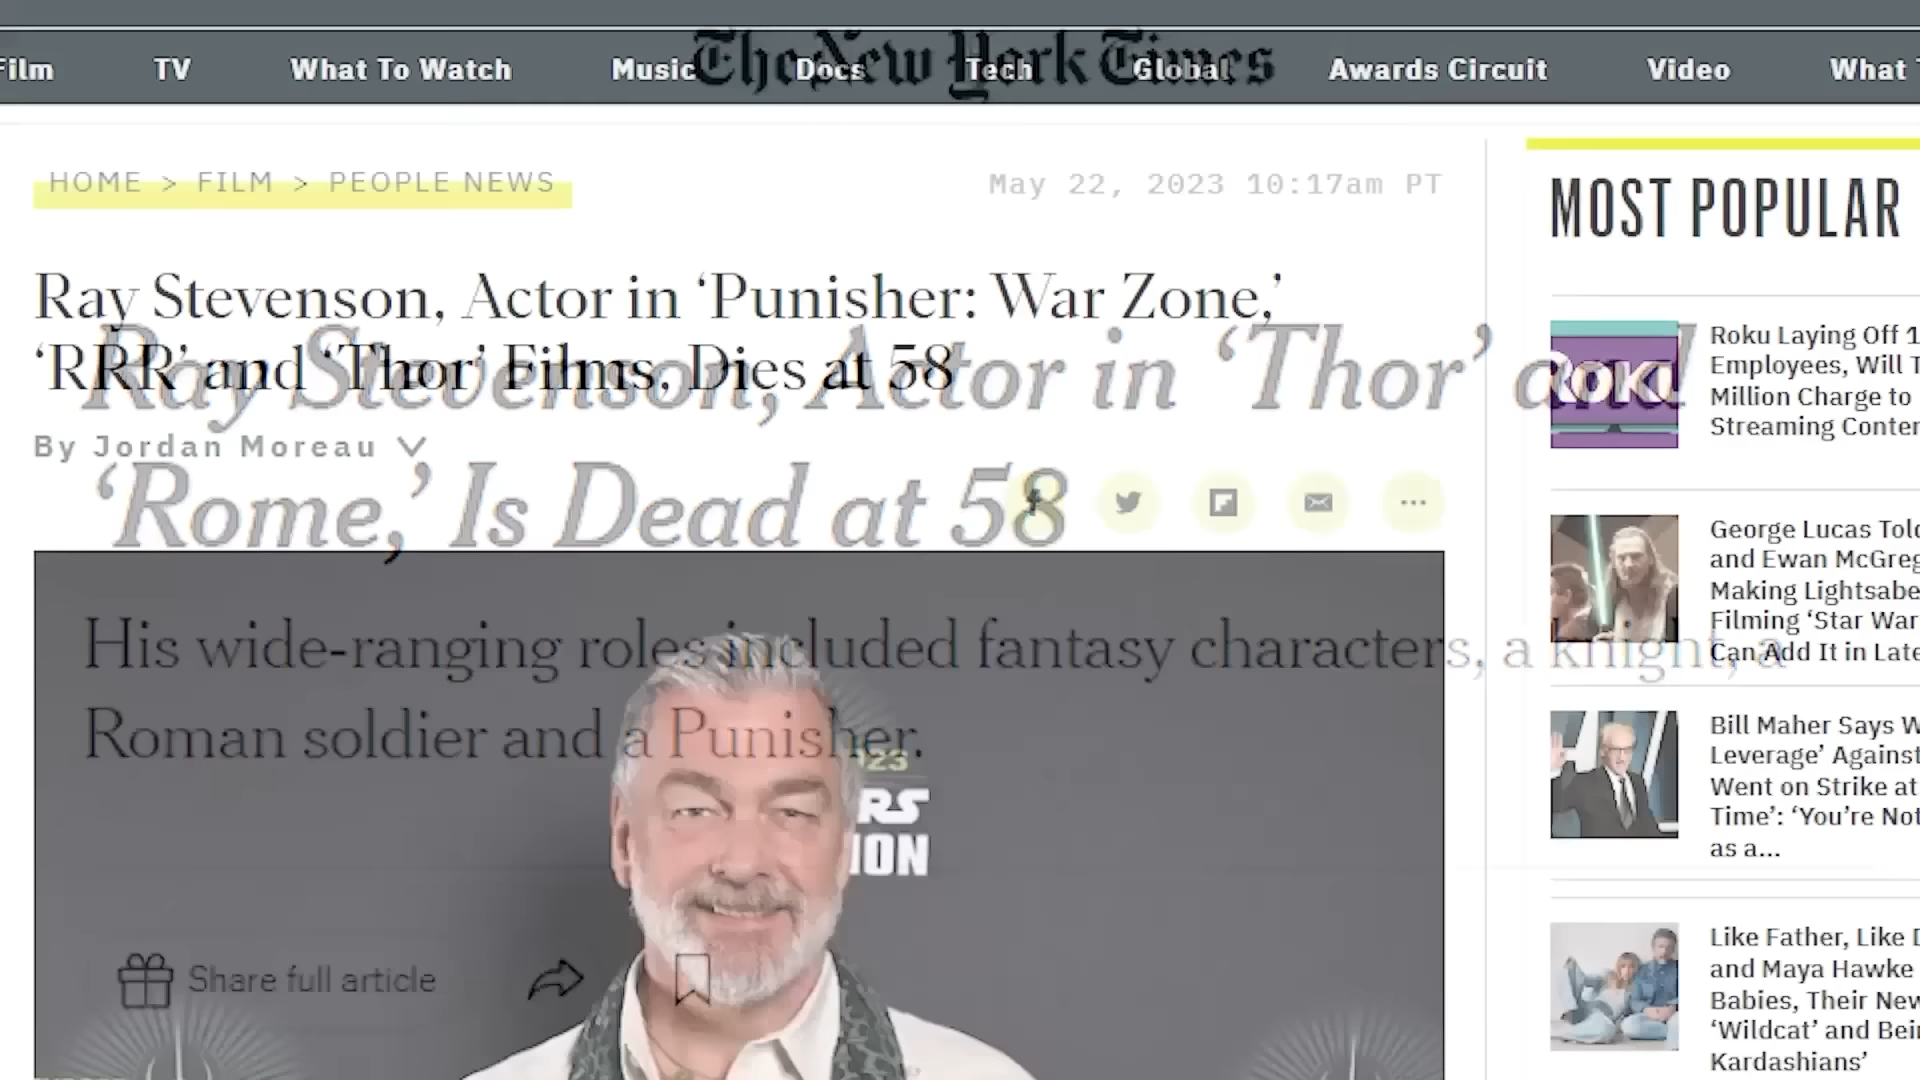 Film TV What To Watch Music Docs Tech Global Awards Circuit Video What
The New York Times
HOME > FILM > PEOPLE NEWS
May 22, 2023 10:17am PT
Ray Stevenson, Actor in ‘Punisher: War Zone,’
‘RRR’ and ‘Thor’ Films, Dies at 58
By Jordan Moreau
Ray Stevenson, Actor in ‘Thor’ and
‘Rome,’ Is Dead at 58
His wide-ranging roles included fantasy characters, a knight, a
Roman soldier and a Punisher.
Share full article
MOST POPULAR
ROKU
Roku Laying Off 1
Employees, Will T
Million Charge to
Streaming Conten
George Lucas Told
and Ewan McGreg
Making Lightsabe
Filming ‘Star War
Can Add It in Late
Bill Maher Says W
Leverage’ Against
Went on Strike at
Time’: ‘You’re Not
as a...
Like Father, Like D
and Maya Hawke
Babies, Their New
‘Wildcat’ and Bein
Kardashians’